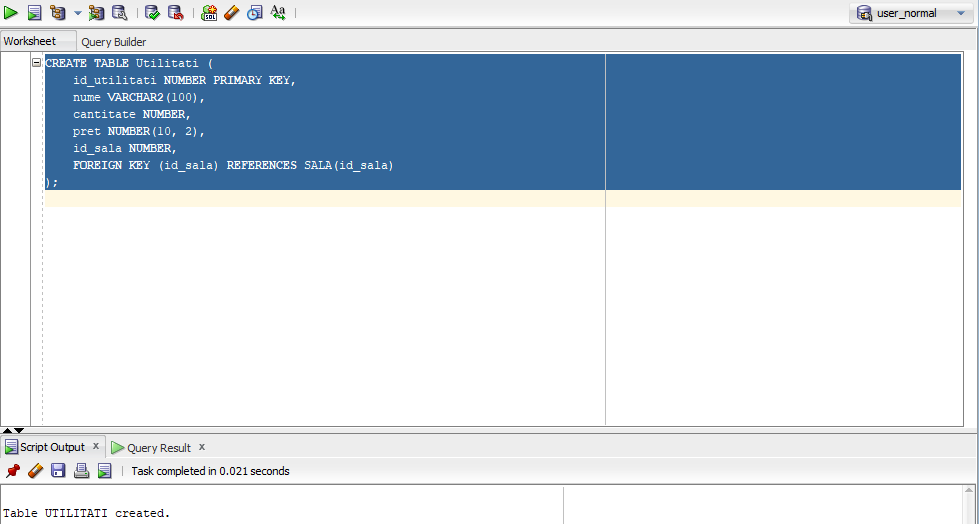 SQL
Aa
user_normal
Worksheet
Query Builder
CREATE TABLE Utilitati (
id_utilitati NUMBER PRIMARY KEY,
nume VARCHAR2(100),
cantitate NUMBER,
pret NUMBER(10, 2),
id_sala NUMBER,
FOREIGN KEY (id_sala) REFERENCES SALA(id_sala)
);
Script Output x
Query Result x
Task completed in 0.021 seconds
Table UTILITATI created.